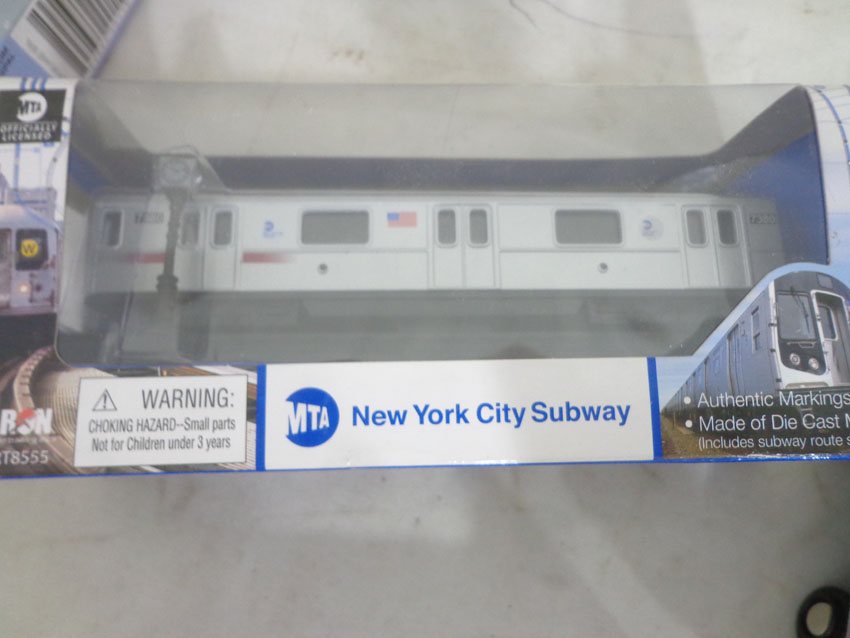 MTA
OFFICIALLY
LICENSED
W
WARNING:
CHOKING HAZARD--Small parts
Not for Children under 3 years
RT8555
MTA New York City Subway
• Authentic Markings
• Made of Die Cast M
(Includes subway route s